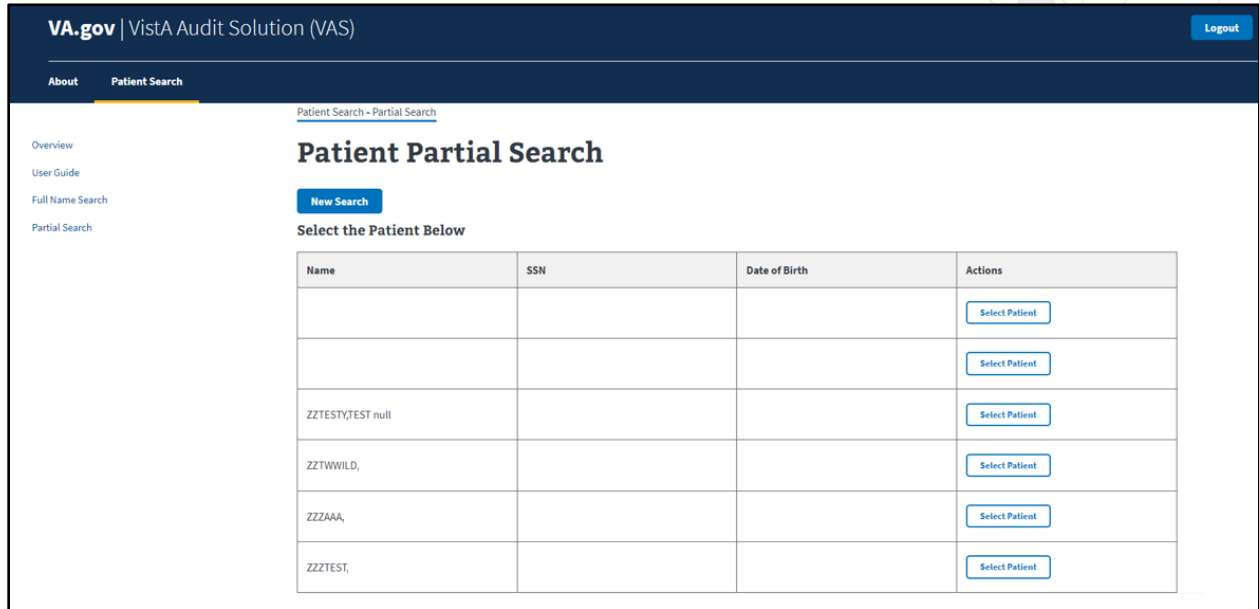 VA.gov | VistA Audit Solution (VAS)
Logout
About Patient Search
Patient Search • Partial Search
Overview
User Guide
Full Name Search
Partial Search
Patient Partial Search
New Search
Select the Patient Below
Name SSN Date of Birth Actions
Select Patient
Select Patient
ZZTESTY,TEST null Select Patient
ZZTWWILD, Select Patient
ZZZAAA, Select Patient
ZZZTEST, Select Patient